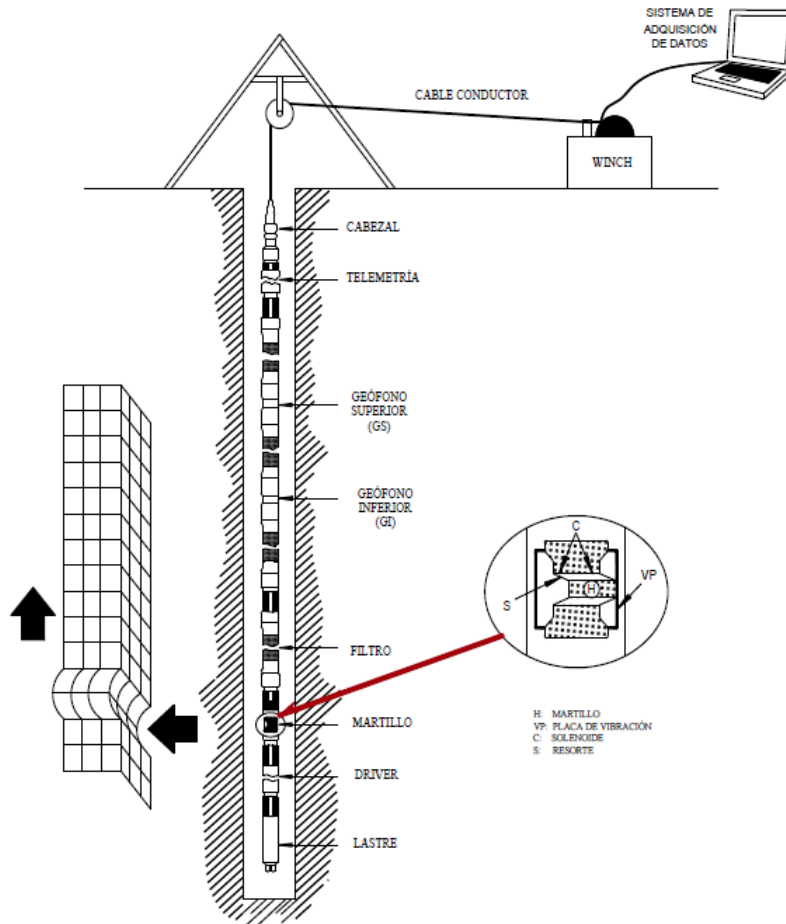 SISTEMA DE
ADQUISICIÓN
DE DATOS
CABLE CONDUCTOR
WINCH
CABEZAL
TELEMETRÍA
GEÓFONO
SUPERIOR
(GS)
GEÓFONO
INFERIOR
(GI)
C
VP
H
S
FILTRO
MARTILLO
DRIVER
LASTRE
H: MARTILLO
VP: PLACA DE VIBRACIÓN
C: SOLENOIDE
S: RESORTE